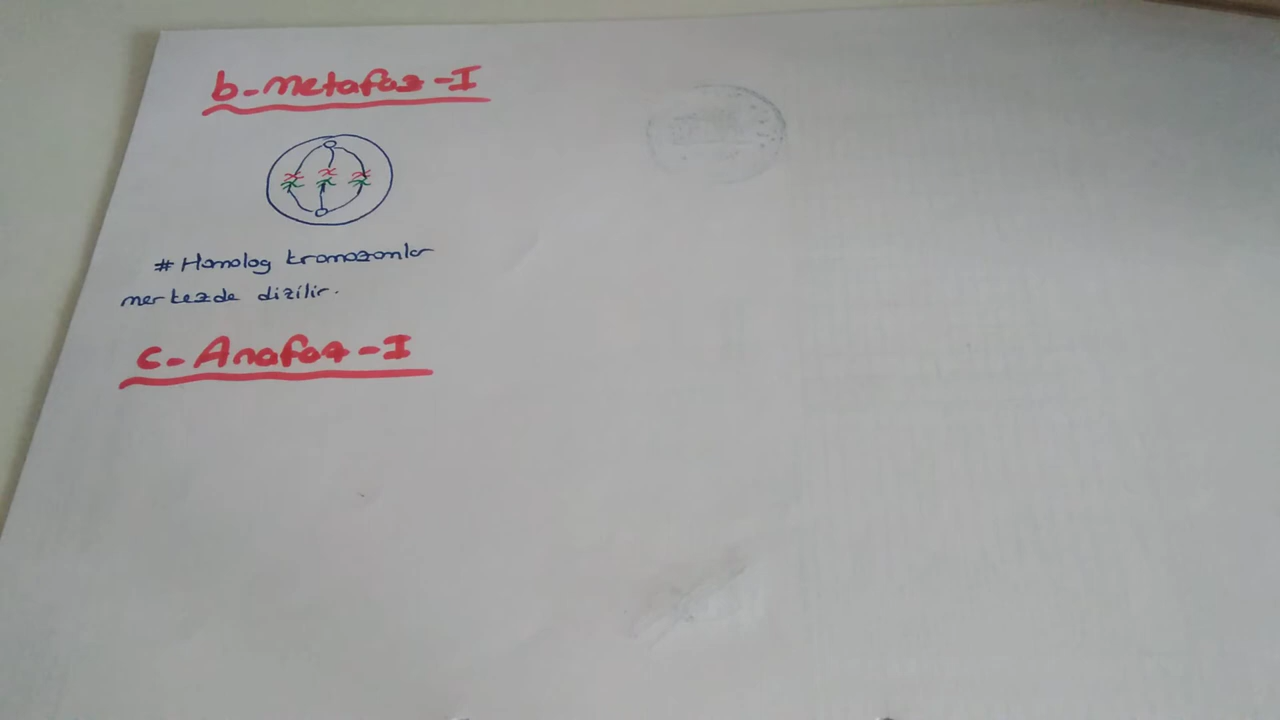 b-Metafaz-I
# Homolog kromozomlar
merkezde dizilir.
c-Anafaz-I